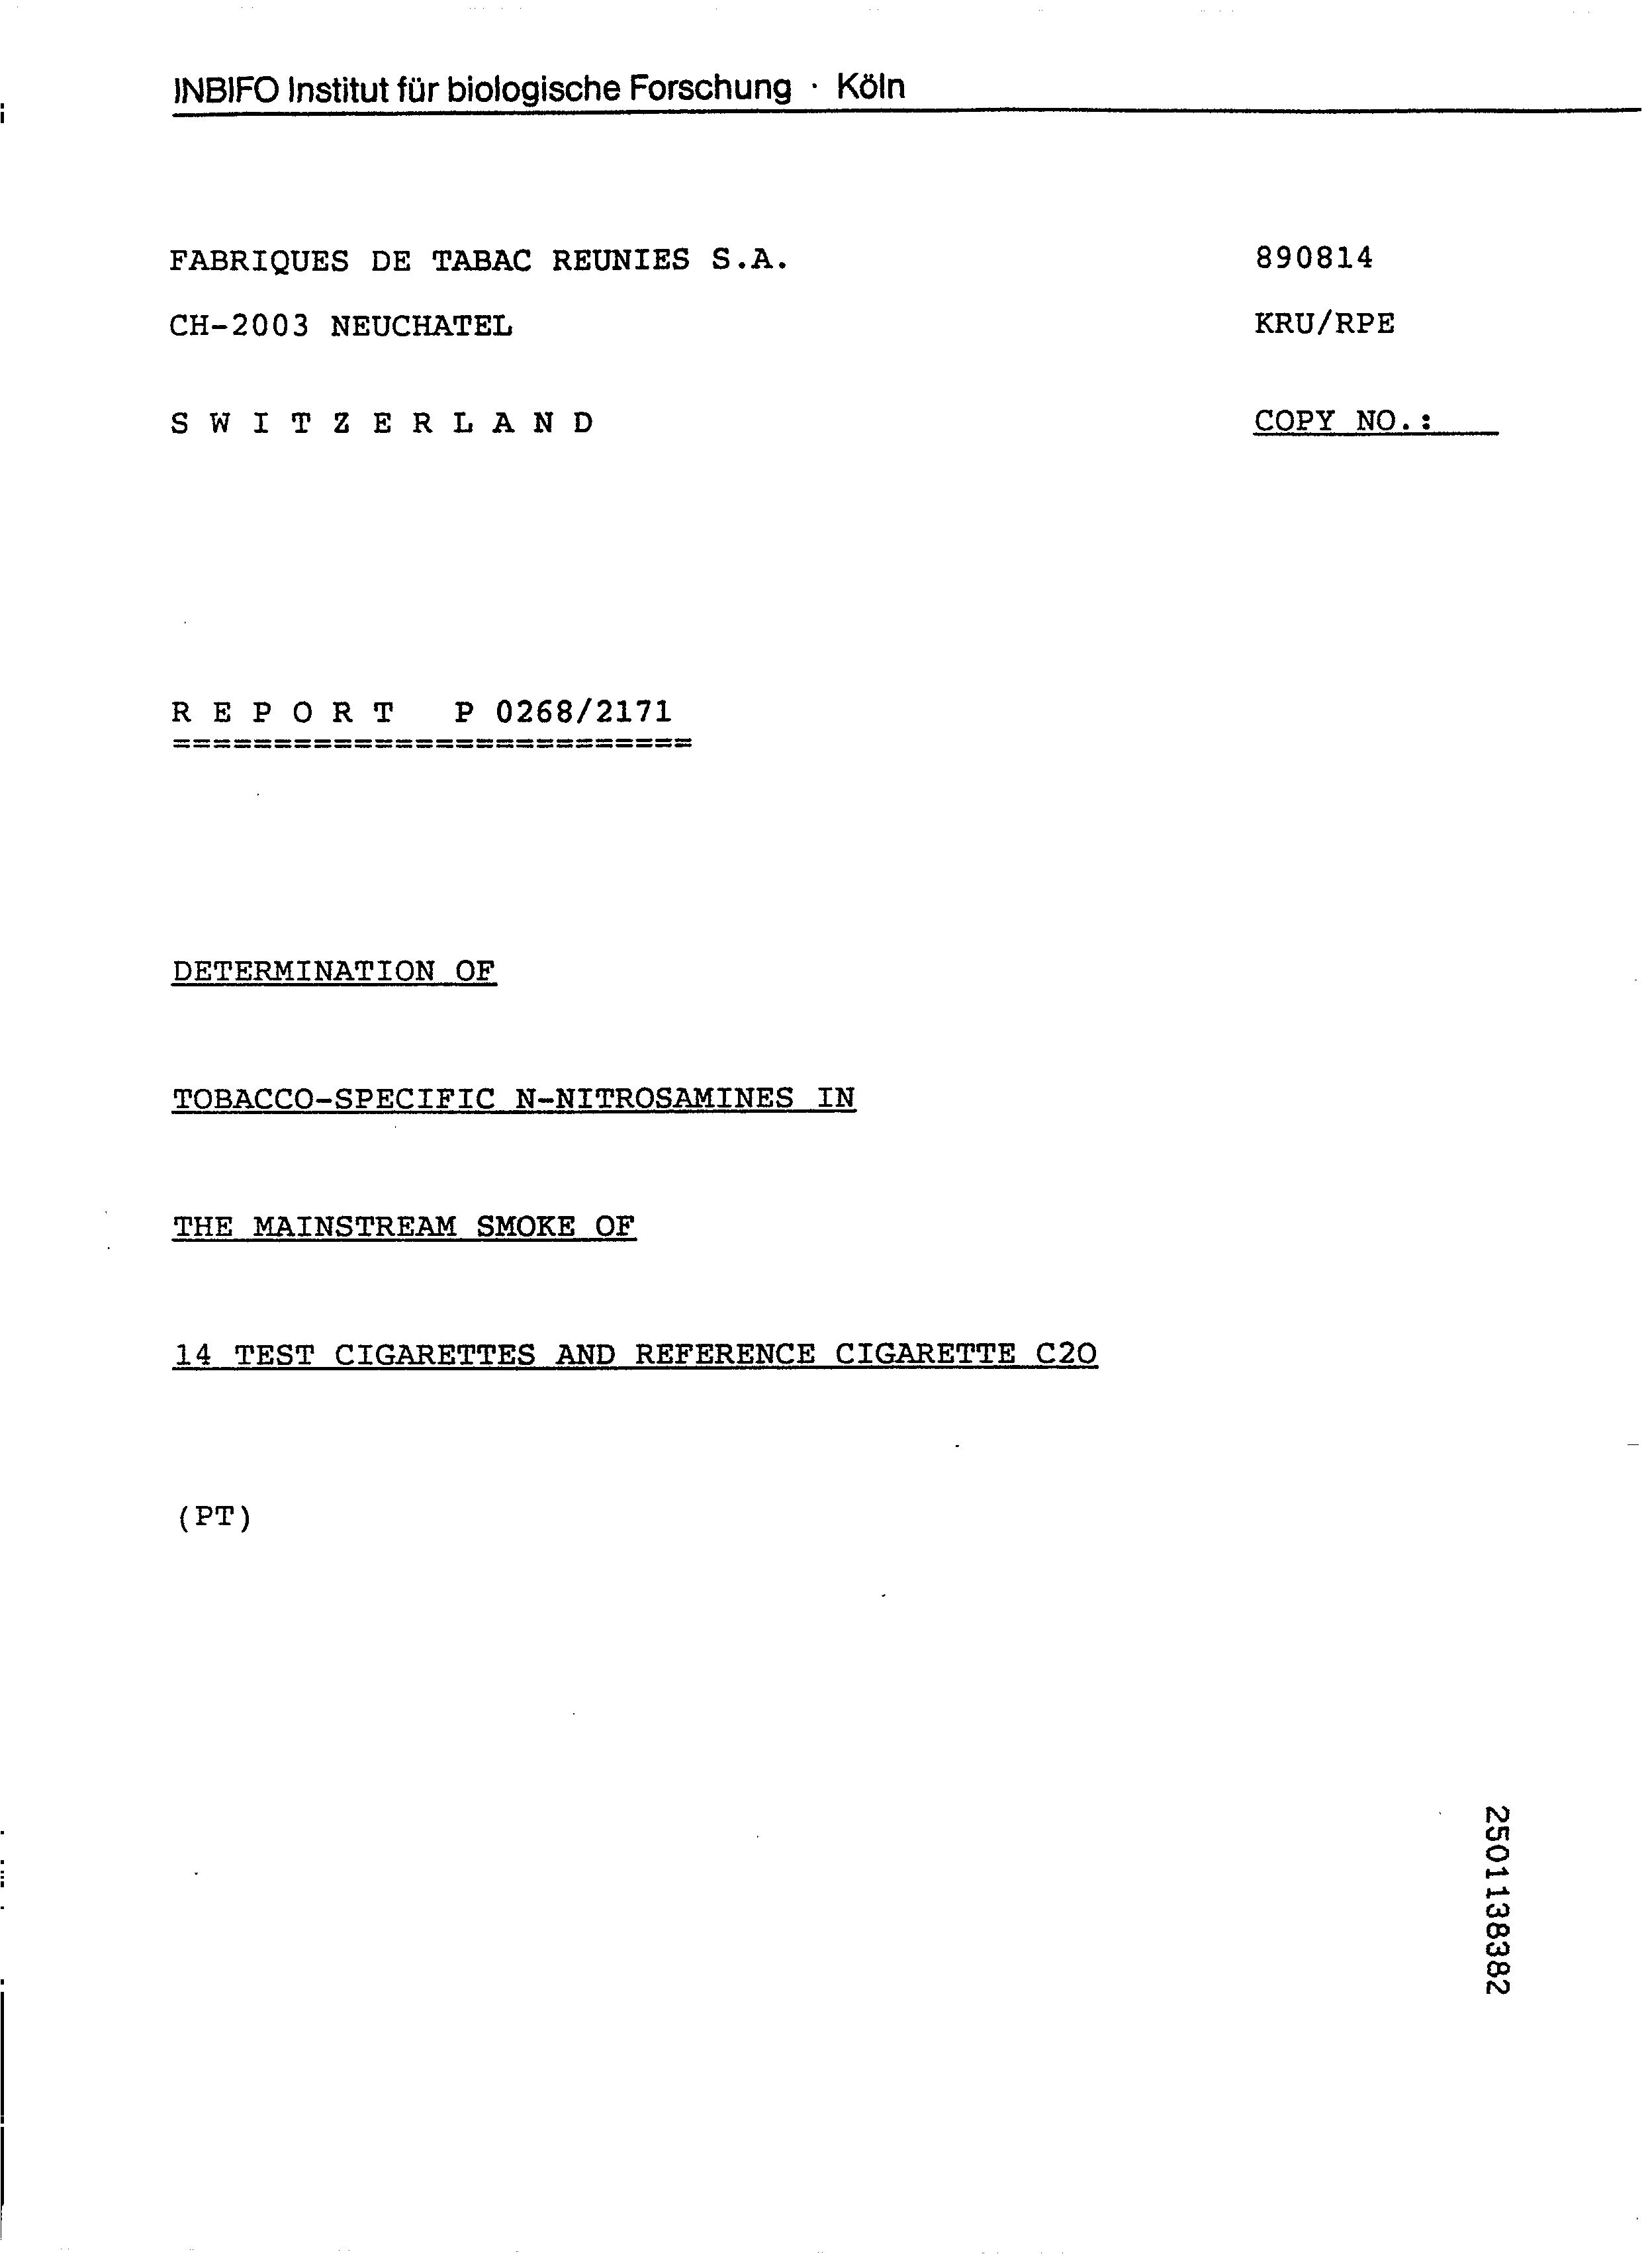 INBIFO Institut für biologische Forschung · Köln
FABRIQUES DE TABAC REUNIES S.A. 890814
CH-2003 NEUCHATEL KRU/RPE
S W I T Z E R L A N D COPY NO.:
R E P O R T P 0268/2171
==========================
DETERMINATION OF
TOBACCO-SPECIFIC N-NITROSAMINES IN
THE MAINSTREAM SMOKE OF
14 TEST CIGARETTES AND REFERENCE CIGARETTE C2O
(PT)
2501138382